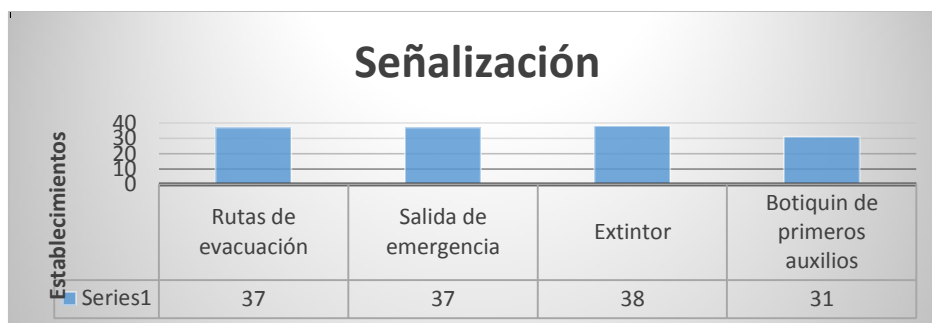 Señalización
Establecimientos
40
30
20
10
0
Rutas de
evacuación
Salida de
emergencia
Extintor
Botiquin de
primeros
auxilios
Series1 37 37 38 31